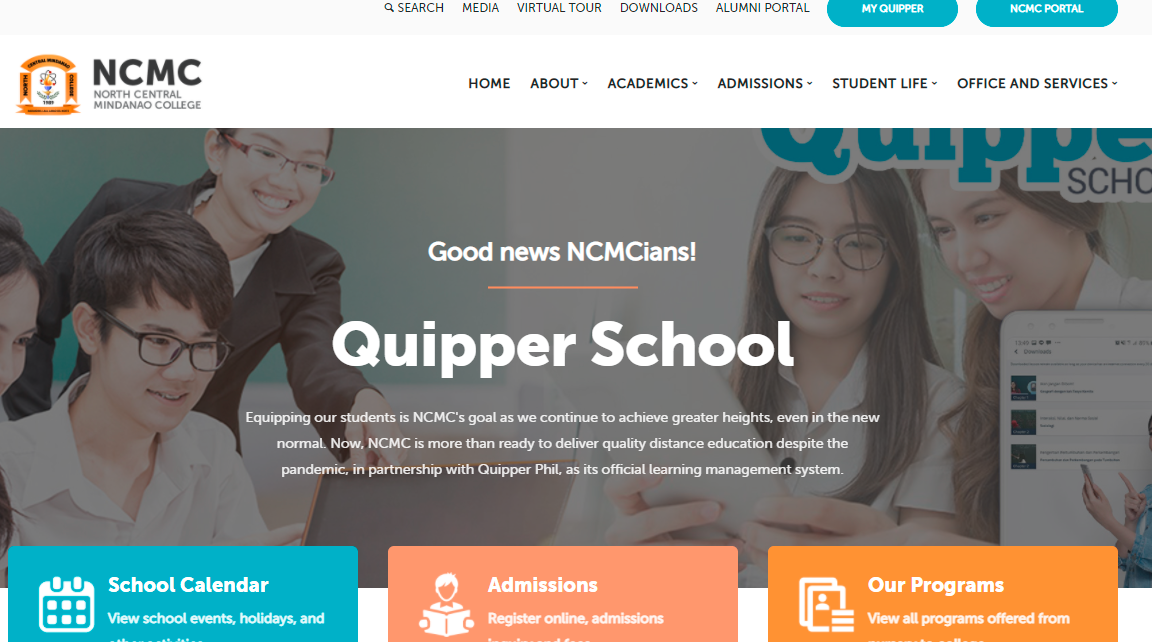 SEARCH MEDIA VIRTUAL TOUR DOWNLOADS ALUMNI PORTAL MY QUIPPER NCMC PORTAL
CENTRAL MINDANAO
NORTH COLLEGE
1989
NCMC
NORTH CENTRAL
MINDANAO COLLEGE
HOME ABOUT ACADEMICS ADMISSIONS STUDENT LIFE OFFICE AND SERVICES
Quipper
SCHO
Good news NCMCians!
Quipper School
Equipping our students is NCMC's goal as we continue to achieve greater heights, even in the new
normal. Now, NCMC is more than ready to deliver quality distance education despite the
pandemic, in partnership with Quipper Phil, as its official learning management system.
Downloads
School Calendar
View school events, holidays, and
Admissions
Register online, admissions
Our Programs
View all programs offered from